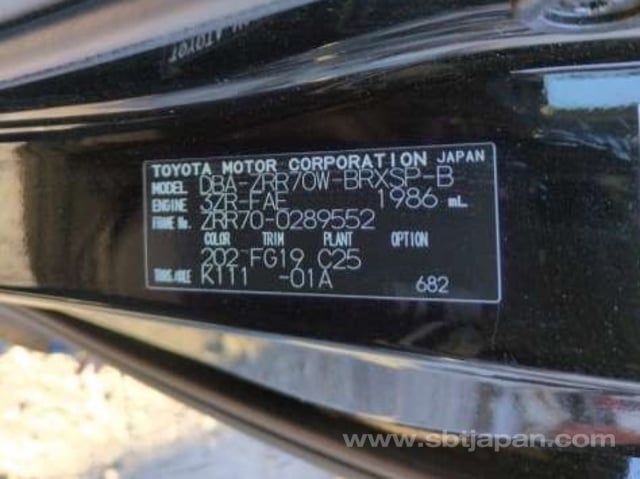 TOYOTA MOTOR CORPORATION JAPAN
MODEL DBA-ZRR70W-BRXSP-B
ENGINE 3ZR-FAE 1986 mL
FRAME No. ZRR70-0289552
COLOR TRIM PLANT OPTION
202 FG19 C25
TRANS./AXLE K111 -01A 682
www.sbtjapan.com